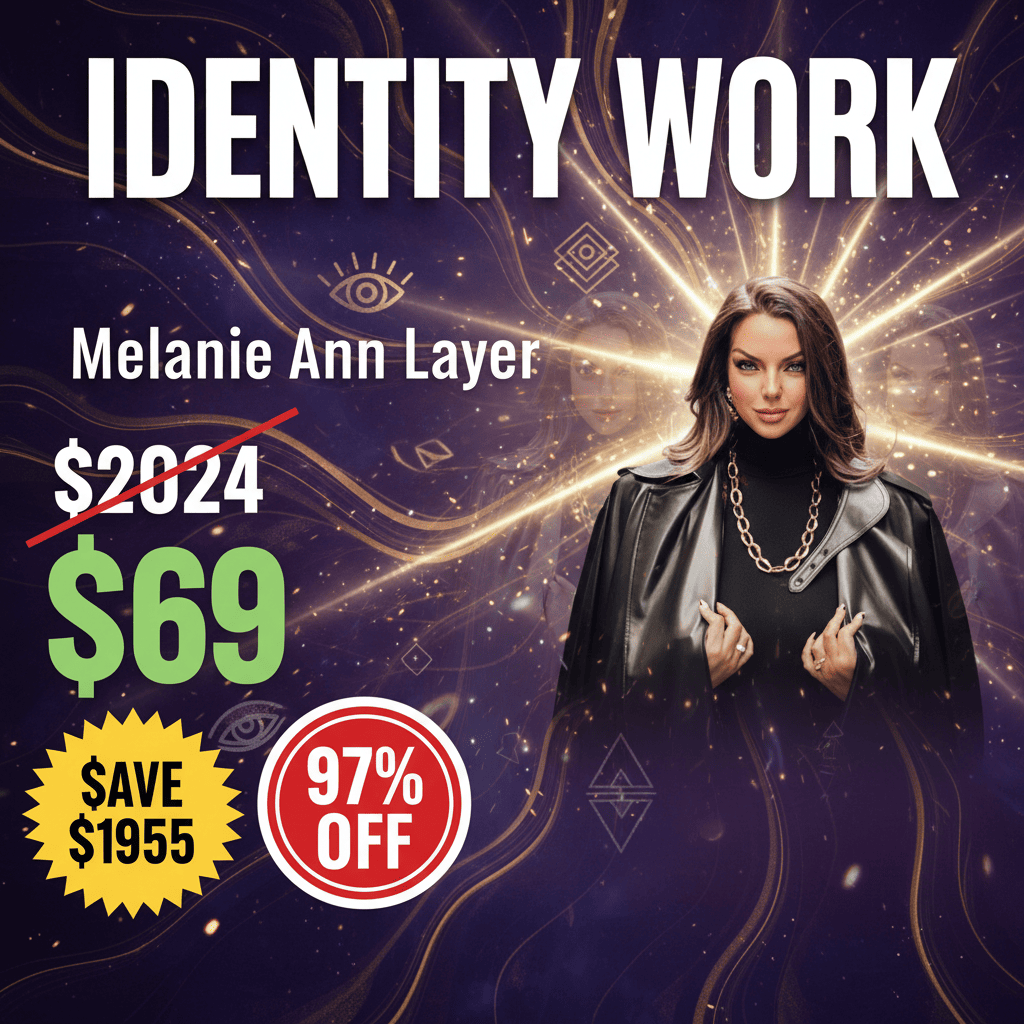 IDENTITY WORK
Melanie Ann Layer
$2024
$69
$AVE
$1955
97%
OFF